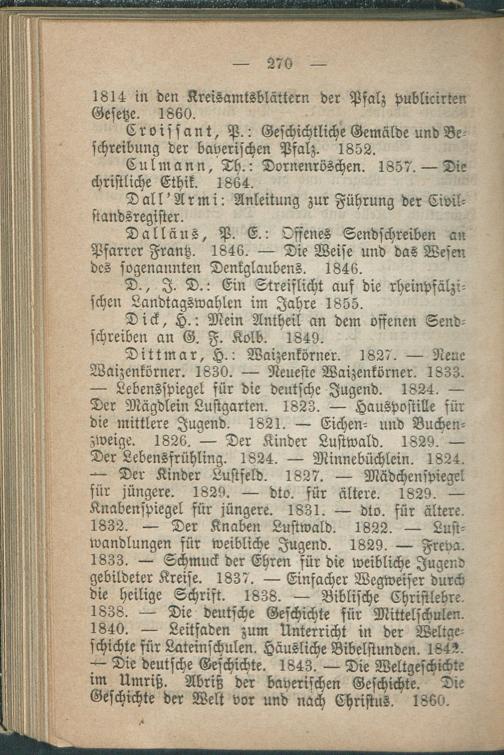 — 270 —
1814 in den Kreisamtsblättern der Pfalz publicirten
Gesetze. 1860.
Croissant, P.: Geschichtliche Gemälde und Be-
schreibung der bayerischen Pfalz. 1852.
Culmann, Th.: Dornenröschen. 1857. — Die
christliche Ethik. 1864.
Dall'Armi: Anleitung zur Führung der Civil-
standsregister.
Dalläus, P. E.: Offenes Sendschreiben an
Pfarrer Frantz. 1846. — Die Weise und das Wesen
des sogenannten Denkglaubens. 1846.
D., J. D.: Ein Streiflicht auf die rheinpfälzi-
schen Landtagswahlen im Jahre 1855.
Dick, H.: Mein Antheil an dem offenen Send-
schreiben an G. F. Kolb. 1849.
Dittmar, H.: Waizenkörner. 1827. — Neue
Waizenkörner. 1830. — Neueste Waizenkörner. 1833.
— Lebensspiegel für die deutsche Jugend. 1824. —
Der Mägdlein Lustgarten. 1823. — Hauspostille für
die mittlere Jugend. 1821. — Eichen- und Buchen-
zweige. 1826. — Der Kinder Lustwald. 1829. —
Der Lebensfrühling. 1824. — Minnebüchlein. 1824.
— Der Kinder Lustfeld. 1827. — Mädchenspiegel
für jüngere. 1829. — dto. für ältere. 1829. —
Knabenspiegel für jüngere. 1831. — dto. für ältere.
1832. — Der Knaben Lustwald. 1822. — Lust-
wandlungen für weibliche Jugend. 1829. — Freya.
1833. — Schmuck der Ehren für die weibliche Jugend
gebildeter Kreise. 1837. — Einfacher Wegweiser durch
die heilige Schrift. 1838. — Biblische Christlehre.
1838. — Die deutsche Geschichte für Mittelschulen.
1840. — Leitfaden zum Unterricht in der Weltge-
schichte für Lateinschulen. Häusliche Bibelstunden. 1842.
— Die deutsche Geschichte. 1843. — Die Weltgeschichte
im Umriß. Abriß der bayerischen Geschichte. Die
Geschichte der Welt vor und nach Christus. 1860.